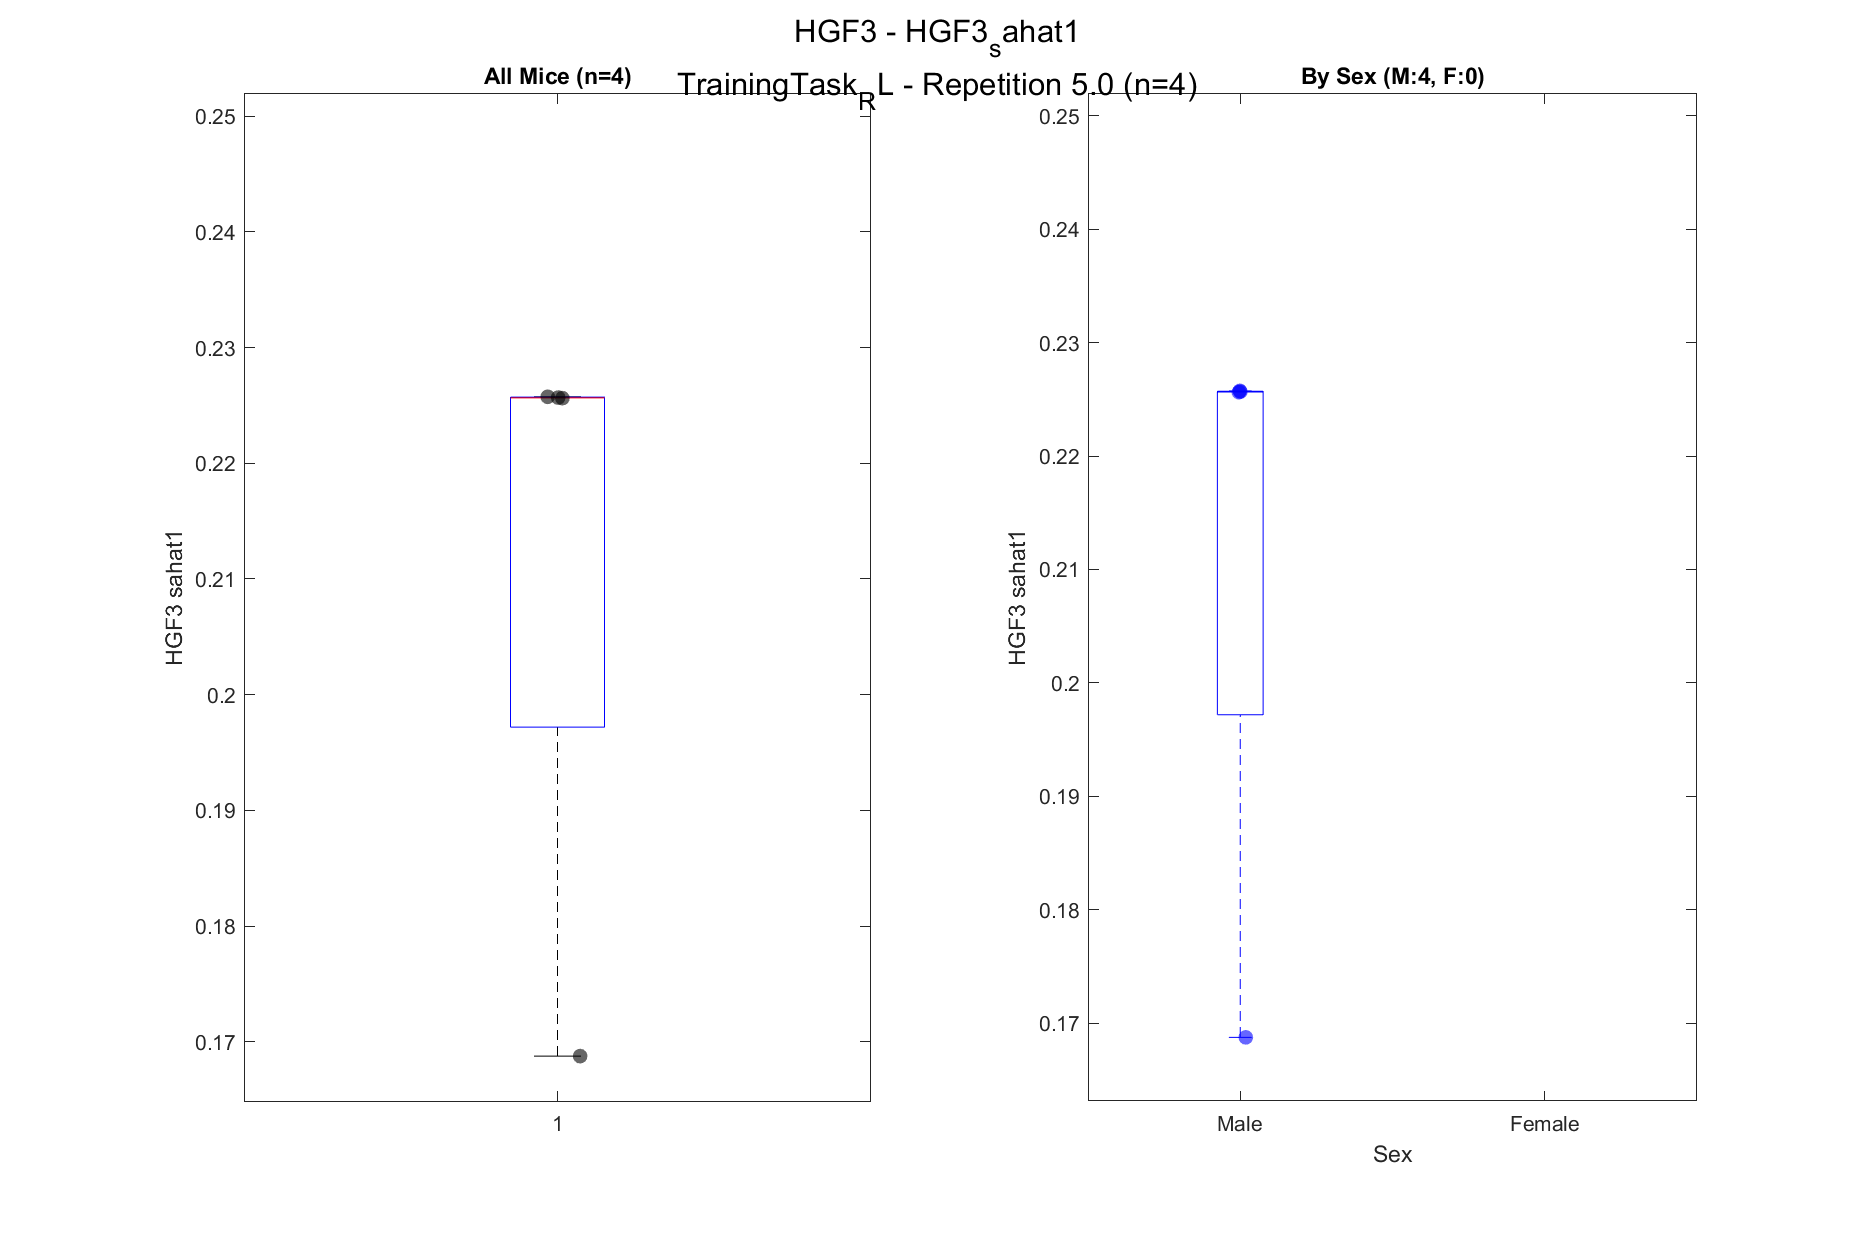 HGF3 - HGF3sahat1
TrainingTaskRL - Repetition 5.0 (n=4)
All Mice (n=4)
0.25
0.24
0.23
0.22
0.21
0.2
0.19
0.18
0.17
HGF3 sahat1
1
By Sex (M:4, F:0)
0.25
0.24
0.23
0.22
0.21
0.2
0.19
0.18
0.17
HGF3 sahat1
Male Female
Sex